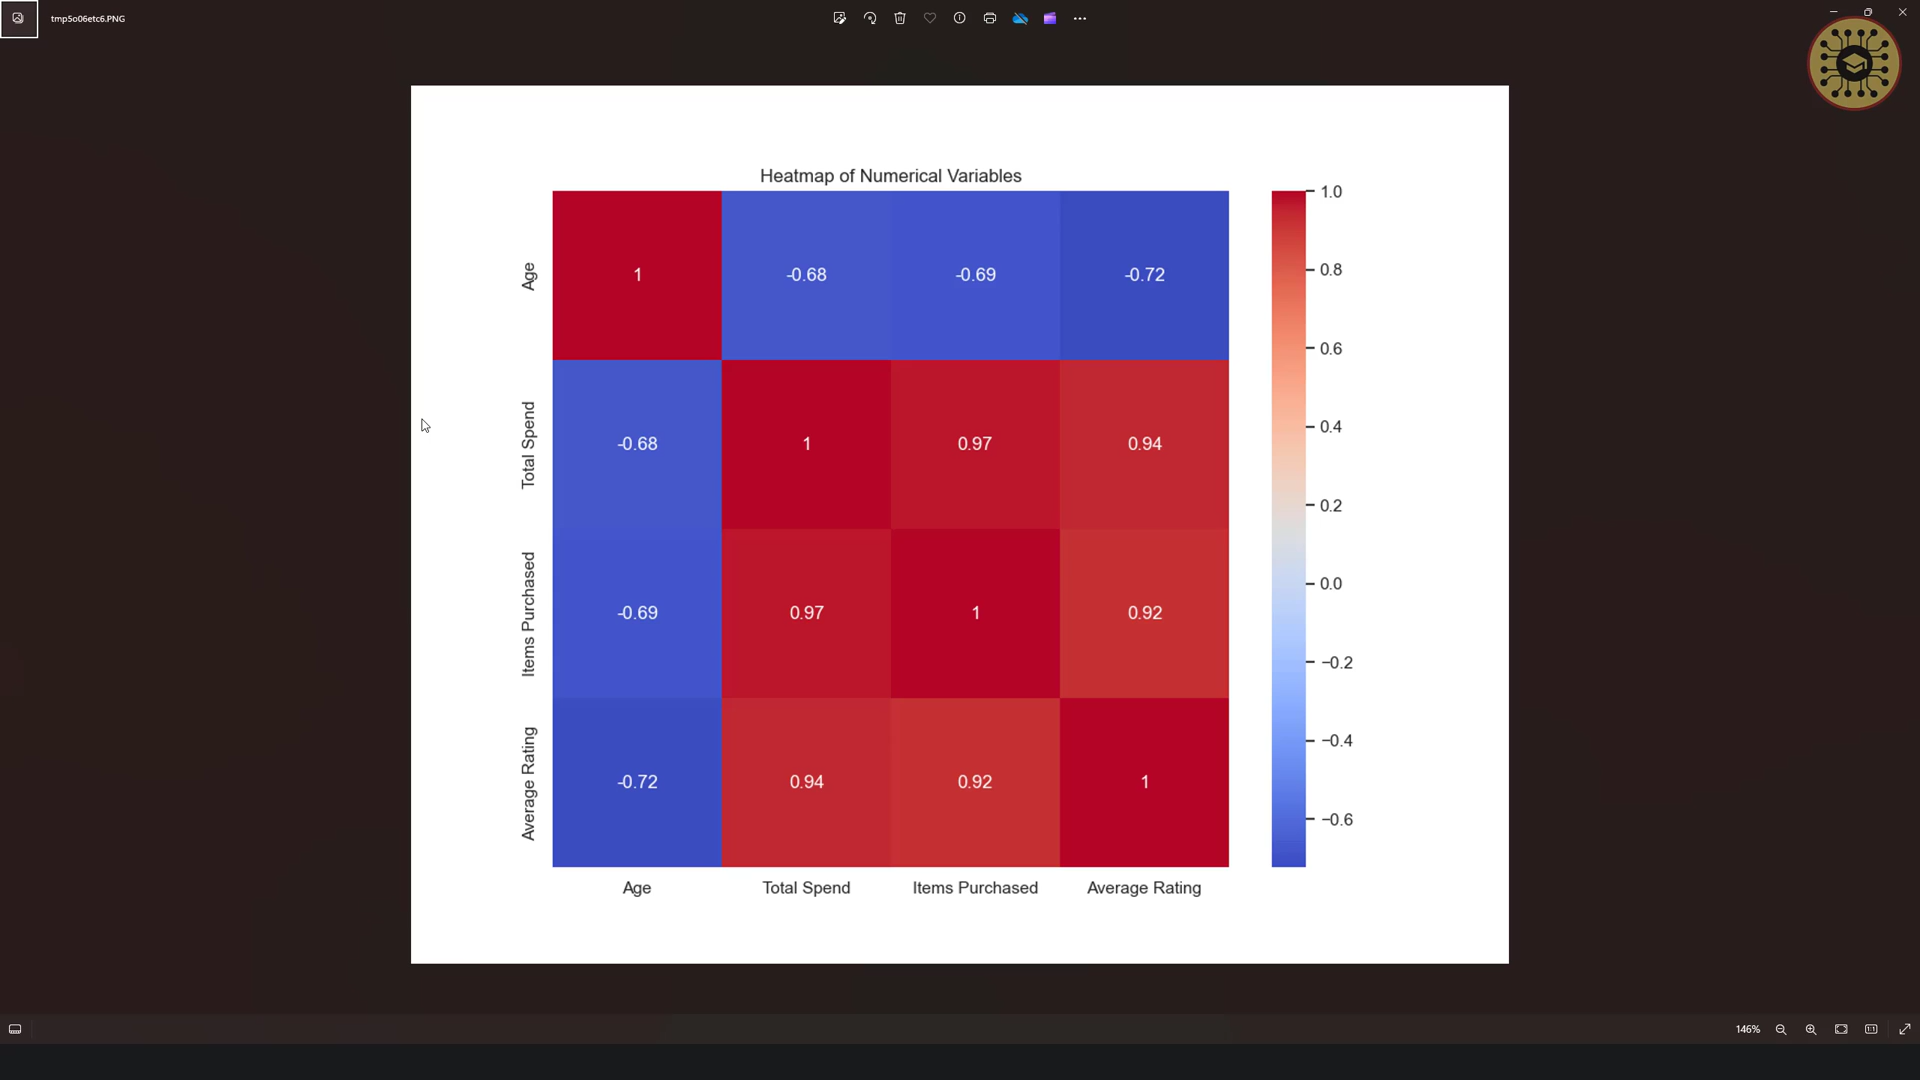 tmp5o06etc6.PNG
Heatmap of Numerical Variables
Age
1
-0.68
-0.69
-0.72
Total Spend
-0.68
1
0.97
0.94
Items Purchased
-0.69
0.97
1
0.92
Average Rating
-0.72
0.94
0.92
1
Age
Total Spend
Items Purchased
Average Rating
1.0
0.8
0.6
0.4
0.2
0.0
−0.2
−0.4
−0.6
146%